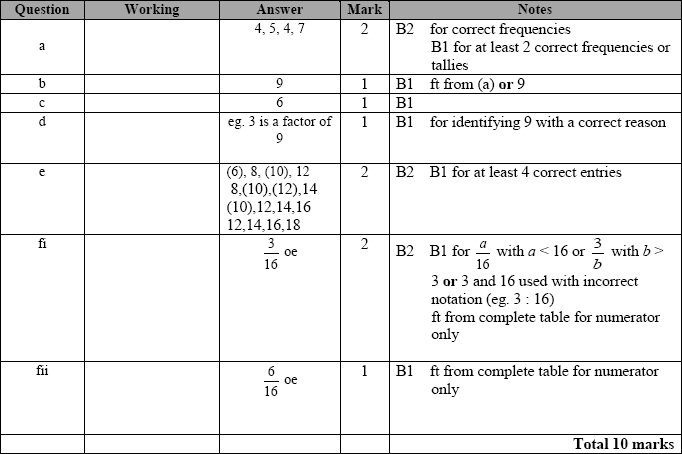 Question Working Answer Mark Notes
a 4, 5, 4, 7 2 B2 for correct frequencies
B1 for at least 2 correct frequencies or
tallies
b 9 1 B1 ft from (a) or 9
c 6 1 B1
d eg. 3 is a factor of 1 B1 for identifying 9 with a correct reason
9
e (6), 8, (10), 12 2 B2 B1 for at least 4 correct entries
8,(10),(12),14
(10),12,14,16
12,14,16,18
fi 3/16 oe 2 B2 B1 for a/16 with a < 16 or 3/b with b >
3 or 3 and 16 used with incorrect
notation (eg. 3 : 16)
ft from complete table for numerator
only
fii 6/16 oe 1 B1 ft from complete table for numerator
only
Total 10 marks